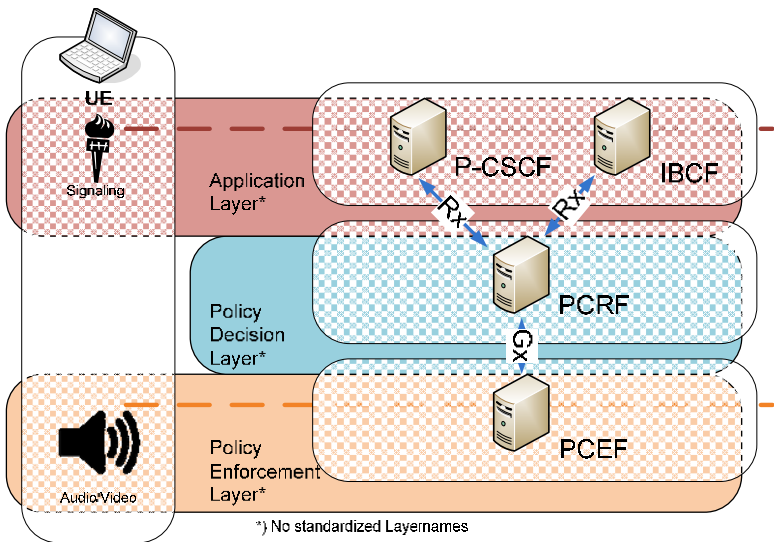 UE
Signaling
Application
Layer*
P-CSCF
IBCF
Rx
Rx
Policy
Decision
Layer*
PCRF
Gx
Policy
Enforcement
Layer*
PCEF
Audio/Video
*) No standardized Layernames